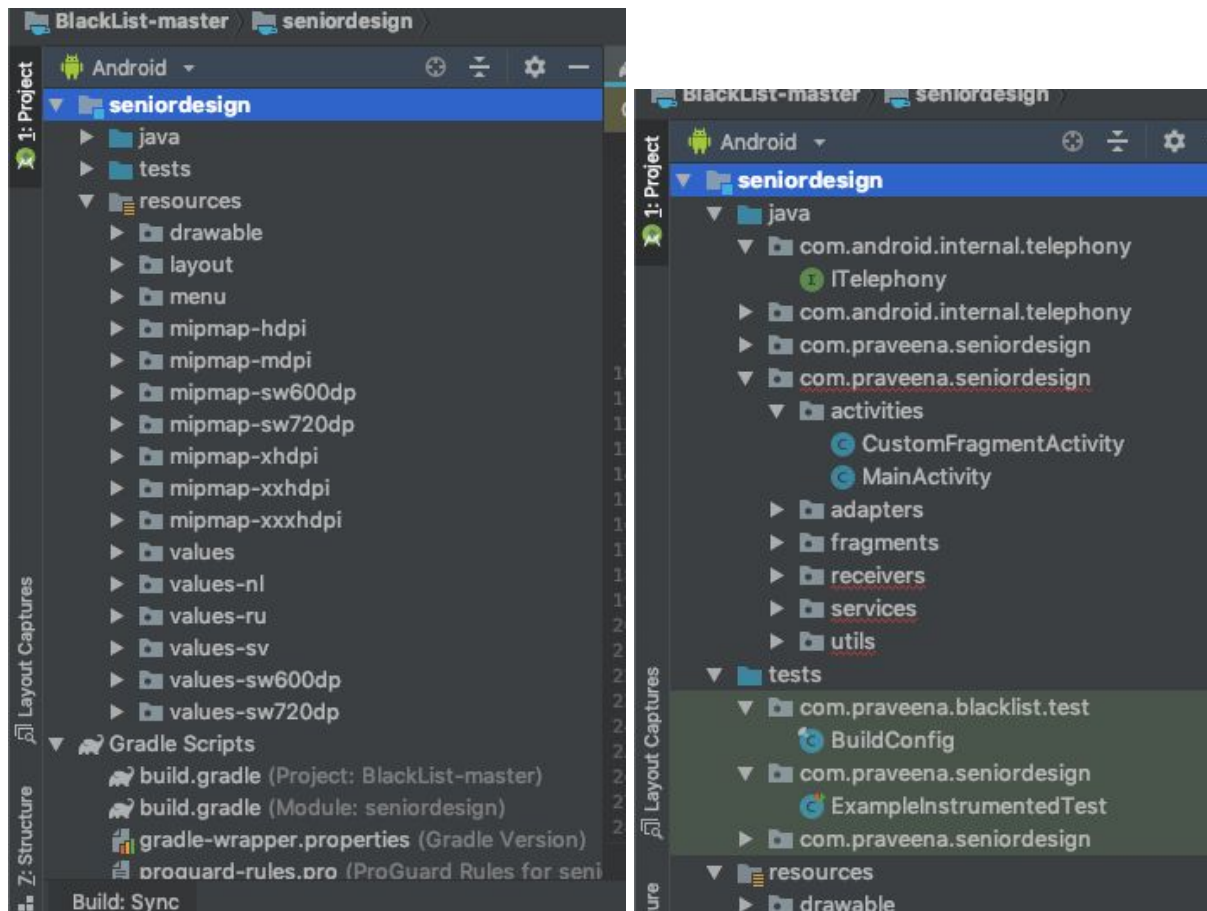 BlackList-master seniordesign
Android
seniordesign
java
tests
resources
drawable
layout
menu
mipmap-hdpi
mipmap-mdpi
mipmap-sw600dp
mipmap-sw720dp
mipmap-xhdpi
mipmap-xxhdpi
mipmap-xxxhdpi
values
values-nl
values-ru
values-sv
values-sw600dp
values-sw720dp
Gradle Scripts
build.gradle (Project: BlackList-master)
build.gradle (Module: seniordesign)
gradle-wrapper.properties (Gradle Version)
proguard-rules.pro (ProGuard Rules for seni
Build: Sync
1: Project
Layout Captures
Z: Structure
BlackList-master seniordesign
Android
seniordesign
java
com.android.internal.telephony
ITelephony
com.android.internal.telephony
com.praveena.seniordesign
com.praveena.seniordesign
activities
CustomFragmentActivity
MainActivity
adapters
fragments
receivers
services
utils
tests
com.praveena.blacklist.test
BuildConfig
com.praveena.seniordesign
ExampleInstrumentedTest
com.praveena.seniordesign
resources
drawable
1: Project
Layout Captures
ure